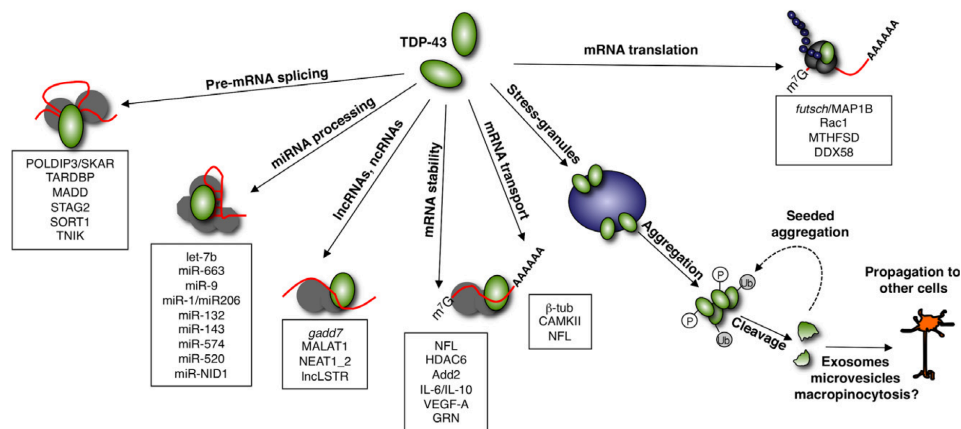 TDP-43
Pre-mRNA splicing
POLDIP3/SKAR
TARDBP
MADD
STAG2
SORT1
TNIK
miRNA processing
let-7b
miR-663
miR-9
miR-1/miR206
miR-132
miR-143
miR-574
miR-520
miR-NID1
lncRNAs, ncRNAs
gadd7
MALAT1
NEAT1_2
lncLSTR
mRNA stability
m7G
AAAAAA
NFL
HDAC6
Add2
IL-6/IL-10
VEGF-A
GRN
mRNA transport
β-tub
CAMKII
NFL
Stress-granules
Aggregation
P
P
Ub
Ub
Cleavage
Seeded
aggregation
Propagation to
other cells
Exosomes
microvesicles
macropinocytosis?
mRNA translation
m7G
AAAAAA
futsch/MAP1B
Rac1
MTHFSD
DDX58